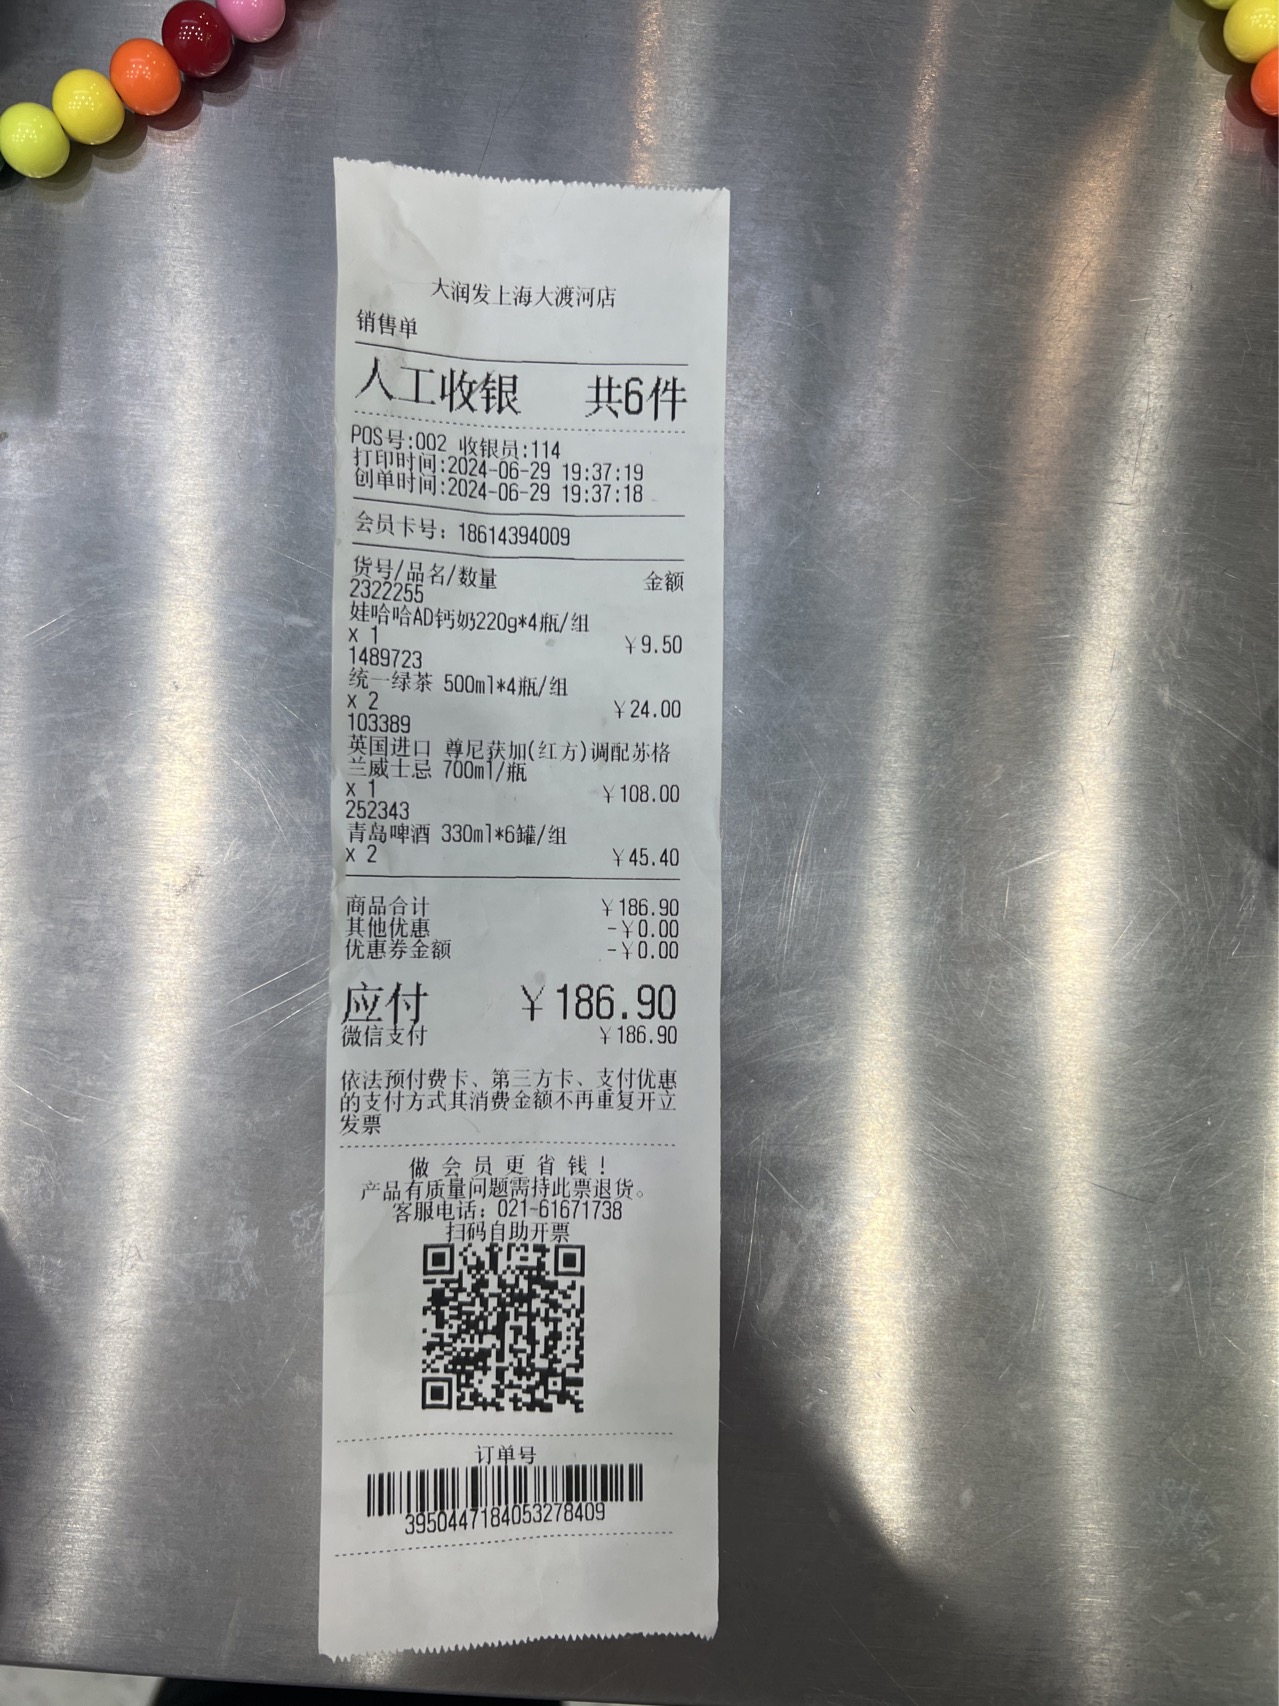 大润发上海大渡河店
销售单
人工收银 共6件
POS号:002 收银员:114
打印时间:2024-06-29 19:37:19
创单时间:2024-06-29 19:37:18
会员卡号: 18614394009
货号/品名/数量 金额
2322255
娃哈哈AD钙奶220g*4瓶/组
x 1 ￥9.50
1489723
统一绿茶 500ml*4瓶/组
x 2 ￥24.00
103389
英国进口 尊尼获加(红方)调配苏格
兰威士忌 700ml/瓶
x 1 ￥108.00
252343
青岛啤酒 330ml*6罐/组
x 2 ￥45.40
商品合计 ￥186.90
其他优惠 -￥0.00
优惠券金额 -￥0.00
应付 ￥186.90
微信支付 ￥186.90
依法预付费卡、第三方卡、支付优惠
的支付方式其消费金额不再重复开立
发票
做会员更省钱!
产品有质量问题需持此票退货。
客服电话: 021-61671738
扫码自助开票
订单号
3950447184053278409